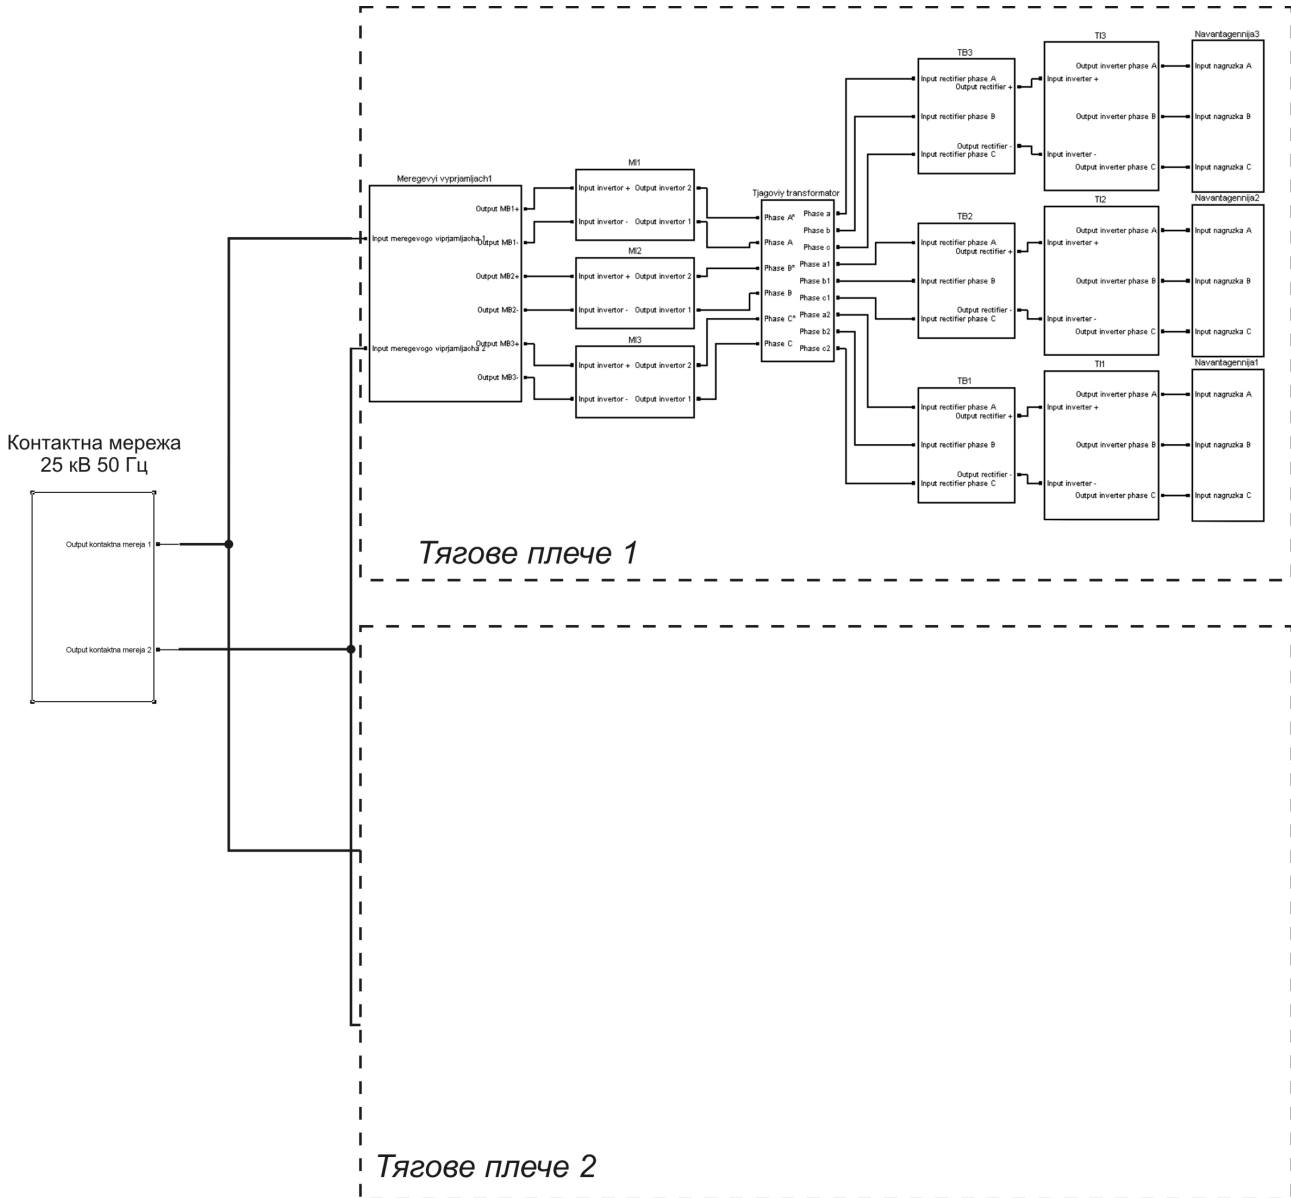 Контактна мережа
25 кВ 50 Гц
Output kontaktna mereja 1
Output kontaktna mereja 2
Meregevyi vyprjamljach1
Input meregevogo viprjamljacha 1
Input meregevogo viprjamljacha 2
Output MB1+
Output MB1-
Output MB2+
Output MB2-
Output MB3+
Output MB3-
MI1
Input invertor + Output invertor 2
Input invertor - Output invertor 1
MI2
Input invertor + Output invertor 2
Input invertor - Output invertor 1
MI3
Input invertor + Output invertor 2
Input invertor - Output invertor 1
Tjagoviy transformator
Phase A*
Phase A
Phase B*
Phase B
Phase C*
Phase C
Phase a
Phase b
Phase c
Phase a1
Phase b1
Phase c1
Phase a2
Phase b2
Phase c2
TB3
Input rectifier phase A
Output rectifier +
Input rectifier phase B
Output rectifier -
Input rectifier phase C
TI3
Output inverter phase A
Input inverter +
Output inverter phase B
Input inverter -
Output inverter phase C
Navantagennija3
Input nagruzka A
Input nagruzka B
Input nagruzka C
TB2
Input rectifier phase A
Output rectifier +
Input rectifier phase B
Output rectifier -
Input rectifier phase C
TI2
Output inverter phase A
Input inverter +
Output inverter phase B
Input inverter -
Output inverter phase C
Navantagennija2
Input nagruzka A
Input nagruzka B
Input nagruzka C
TB1
Input rectifier phase A
Output rectifier +
Input rectifier phase B
Output rectifier -
Input rectifier phase C
TI1
Output inverter phase A
Input inverter +
Output inverter phase B
Input inverter -
Output inverter phase C
Navantagennija1
Input nagruzka A
Input nagruzka B
Input nagruzka C
Тягове плече 1
Тягове плече 2